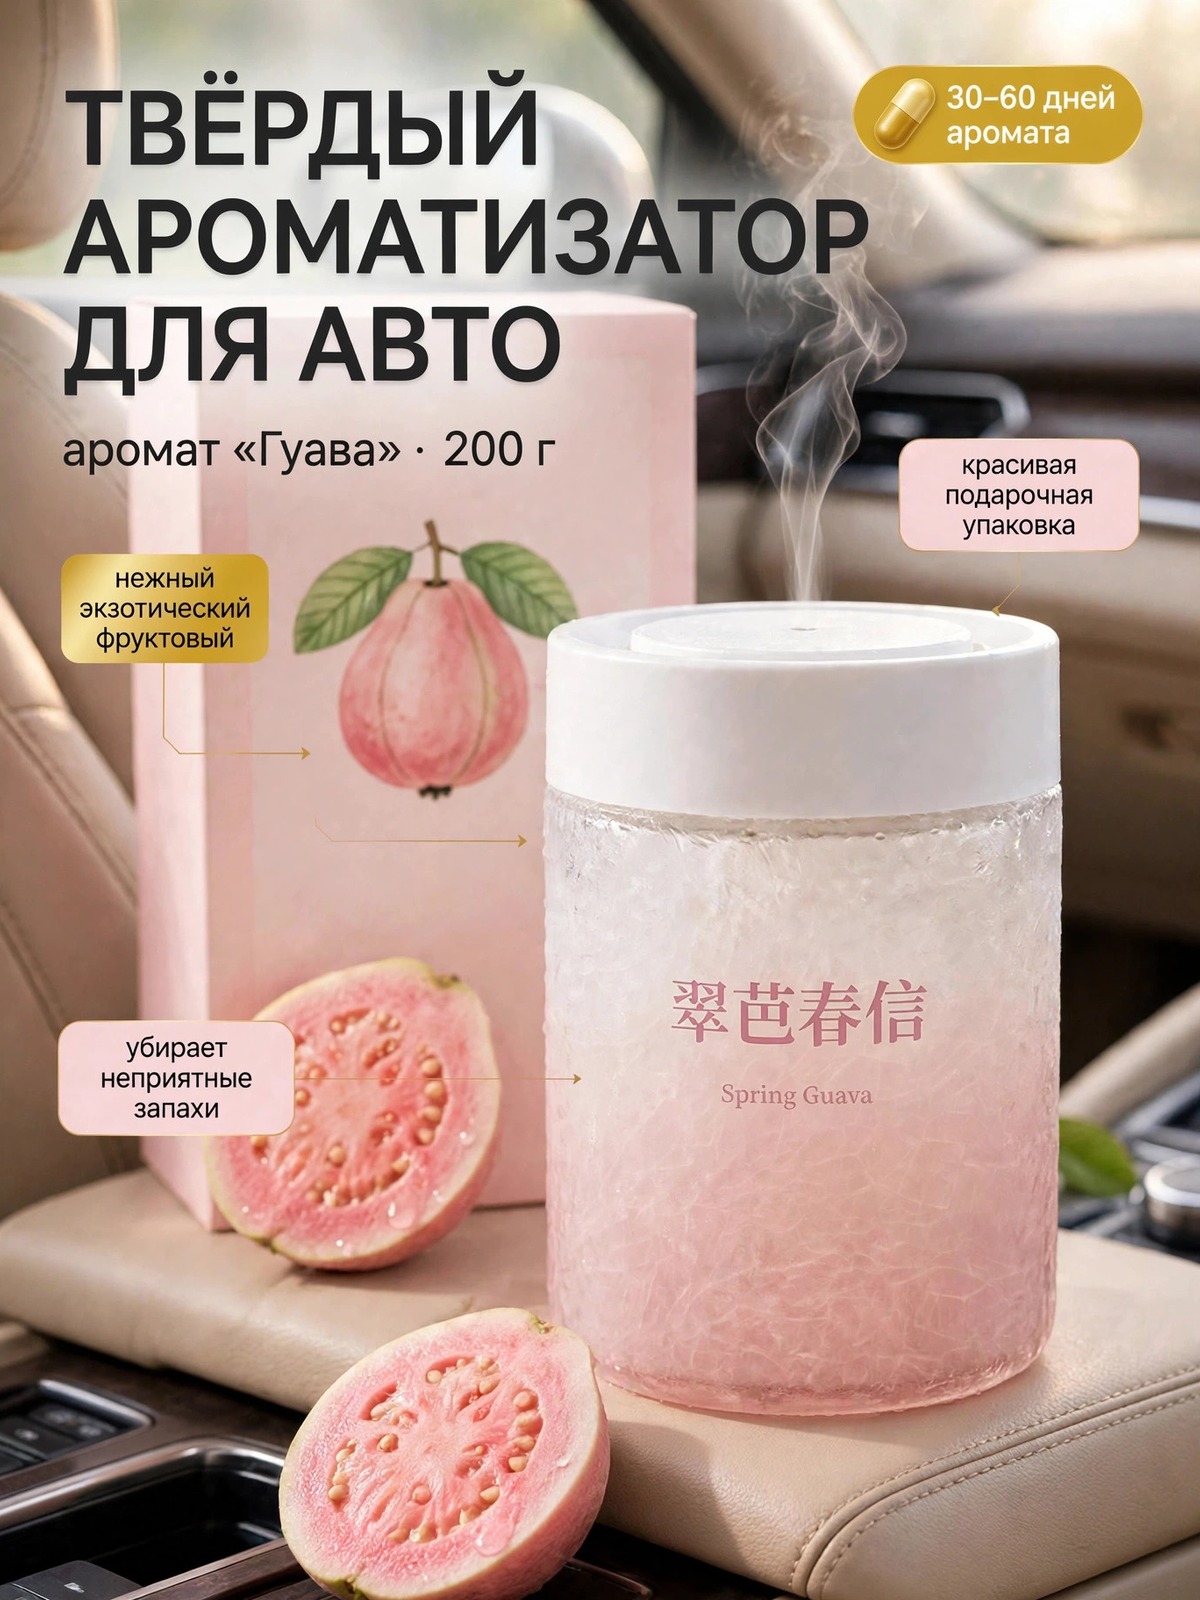 ТВЁРДЫЙ
АРОМАТИЗАТОР
ДЛЯ АВТО
аромат «Гуава» · 200 г
30–60 дней
аромата
красивая
подарочная
упаковка
нежный
экзотический
фруктовый
убирает
неприятные
запахи
翠芭春信
Spring Guava